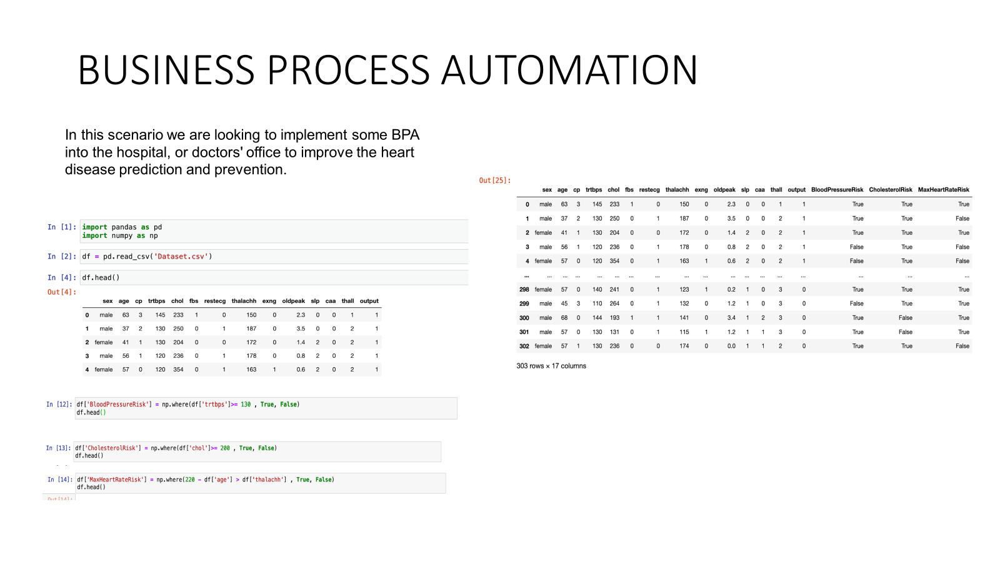 BUSINESS PROCESS AUTOMATION
In this scenario we are looking to implement some BPA
into the hospital, or doctors' office to improve the heart
disease prediction and prevention.
In [1]: import pandas as pd
import numpy as np
In [2]: df = pd.read_csv('Dataset.csv')
In [4]: df.head()
Out[4]:
sex age cp trtbps chol fbs restecg thalachh exng oldpeak slp caa thall output
0 male 63 3 145 233 1 0 150 0 2.3 0 0 1 1
1 male 37 2 130 250 0 1 187 0 3.5 0 0 2 1
2 female 41 1 130 204 0 0 172 0 1.4 2 0 2 1
3 male 56 1 120 236 0 1 178 0 0.8 2 0 2 1
4 female 57 0 120 354 0 1 163 1 0.6 2 0 2 1
In [12]: df['BloodPressureRisk'] = np.where(df['trtbps']>= 130 , True, False)
df.head()
In [13]: df['CholesterolRisk'] = np.where(df['chol']>= 200 , True, False)
df.head()
In [14]: df['MaxHeartRateRisk'] = np.where(220 - df['age'] > df['thalachh'] , True, False)
df.head()
Out[14]:
Out[25]:
sex age cp trtbps chol fbs restecg thalachh exng oldpeak slp caa thall output BloodPressureRisk CholesterolRisk MaxHeartRateRisk
0 male 63 3 145 233 1 0 150 0 2.3 0 0 1 1 True True True
1 male 37 2 130 250 0 1 187 0 3.5 0 0 2 1 True True False
2 female 41 1 130 204 0 0 172 0 1.4 2 0 2 1 True True True
3 male 56 1 120 236 0 1 178 0 0.8 2 0 2 1 False True False
4 female 57 0 120 354 0 1 163 1 0.6 2 0 2 1 False True False
... ... ... ... ... ... ... ... ... ... ... ... ... ... ... ... ... ...
298 female 57 0 140 241 0 1 123 1 0.2 1 0 3 0 True True True
299 male 45 3 110 264 0 1 132 0 1.2 1 0 3 0 False True True
300 male 68 0 144 193 1 1 141 0 3.4 1 2 3 0 True False True
301 male 57 0 130 131 0 1 115 1 1.2 1 1 3 0 True False True
302 female 57 1 130 236 0 0 174 0 0.0 1 1 2 0 True True False
303 rows × 17 columns